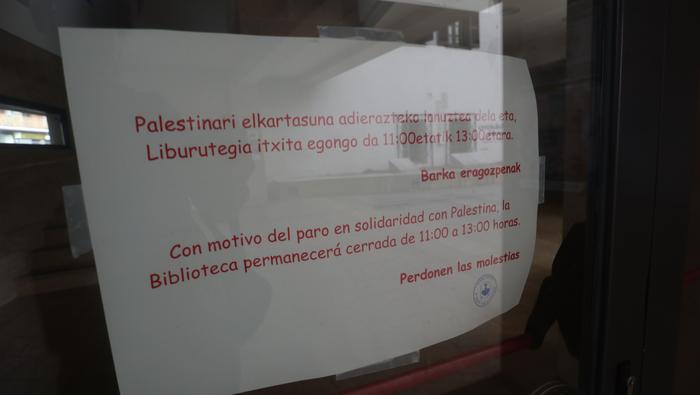 Palestinari elkartasuna adierazteko lanuztea dela eta,
Liburutegia itxita egongo da 11:00etatik 13:00etara.
Barka eragozpenak
Con motivo del paro en solidaridad con Palestina, la
Biblioteca permanecerá cerrada de 11:00 a 13:00 horas.
Perdonen las molestias